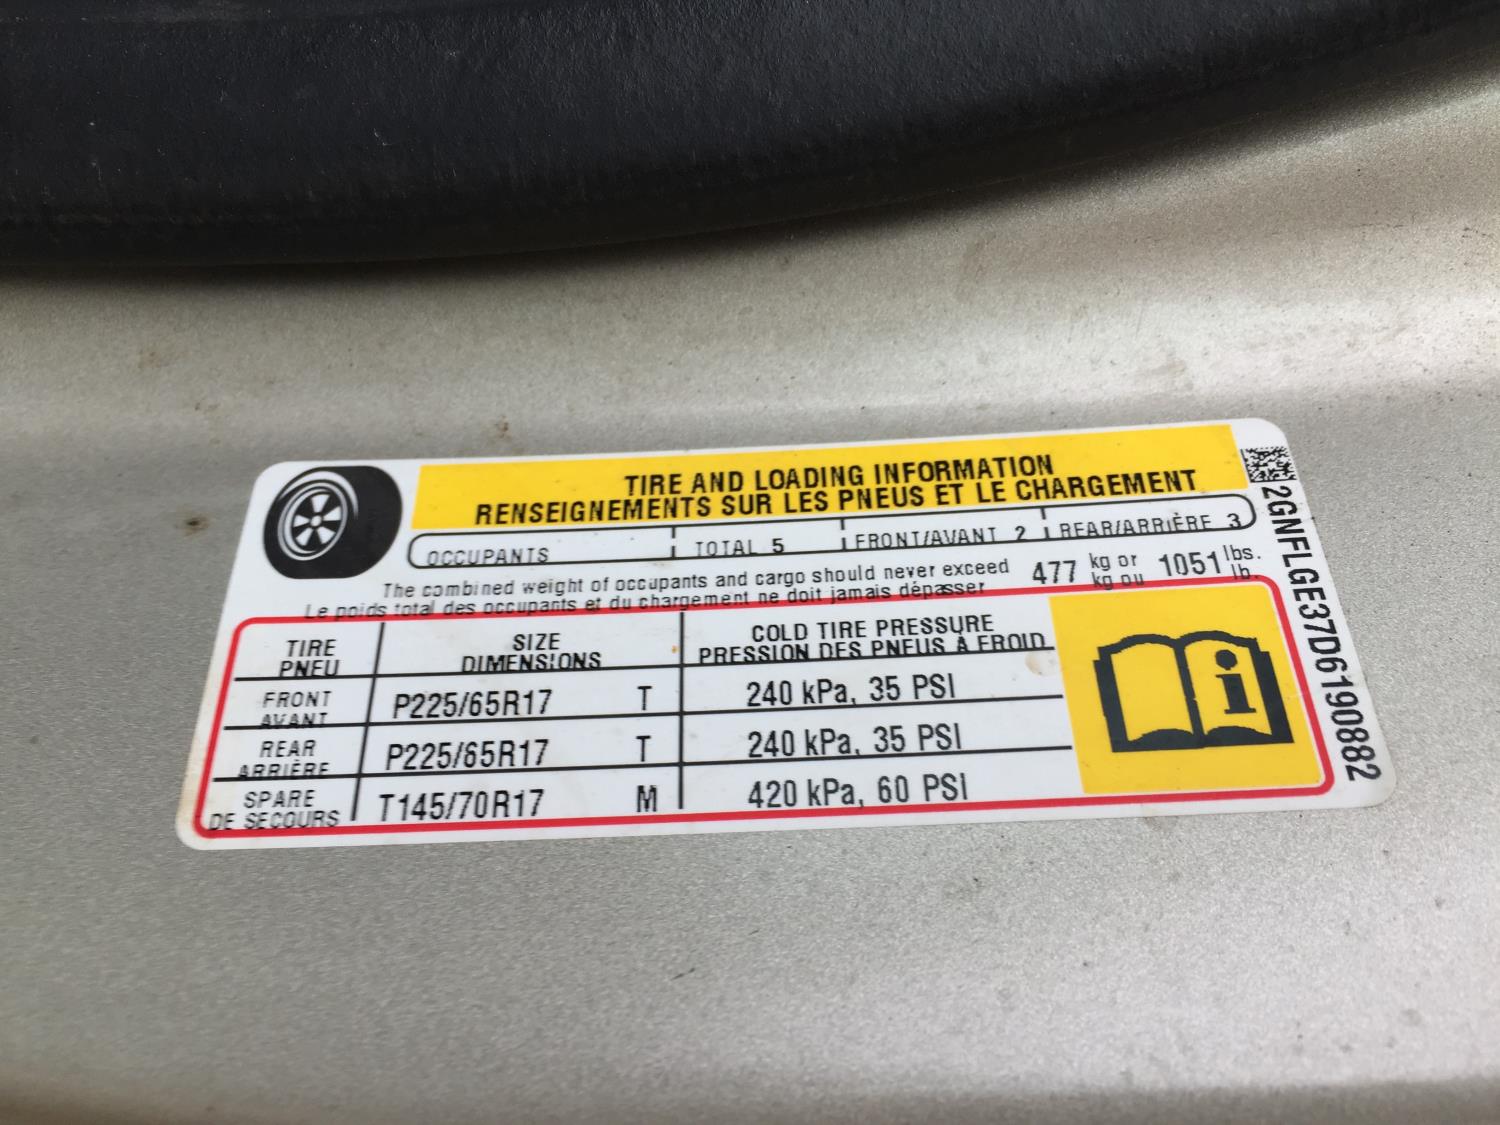 TIRE AND LOADING INFORMATION
RENSEIGNEMENTS SUR LES PNEUS ET LE CHARGEMENT
OCCUPANTS TOTAL 5 FRONT/AVANT 2 REAR/ARRIÈRE 3
The combined weight of occupants and cargo should never exceed 477 kg or 1051 lbs.
Le poids total des occupants et du chargement ne doit jamais dépasser kg ou lb.
TIRE SIZE COLD TIRE PRESSURE
PNEU DIMENSIONS PRESSION DES PNEUS À FROID
FRONT
AVANT P225/65R17 T 240 kPa, 35 PSI
REAR
ARRIÈRE P225/65R17 T 240 kPa, 35 PSI
SPARE
DE SECOURS T145/70R17 M 420 kPa, 60 PSI
i
2GNFLGE37D6190882